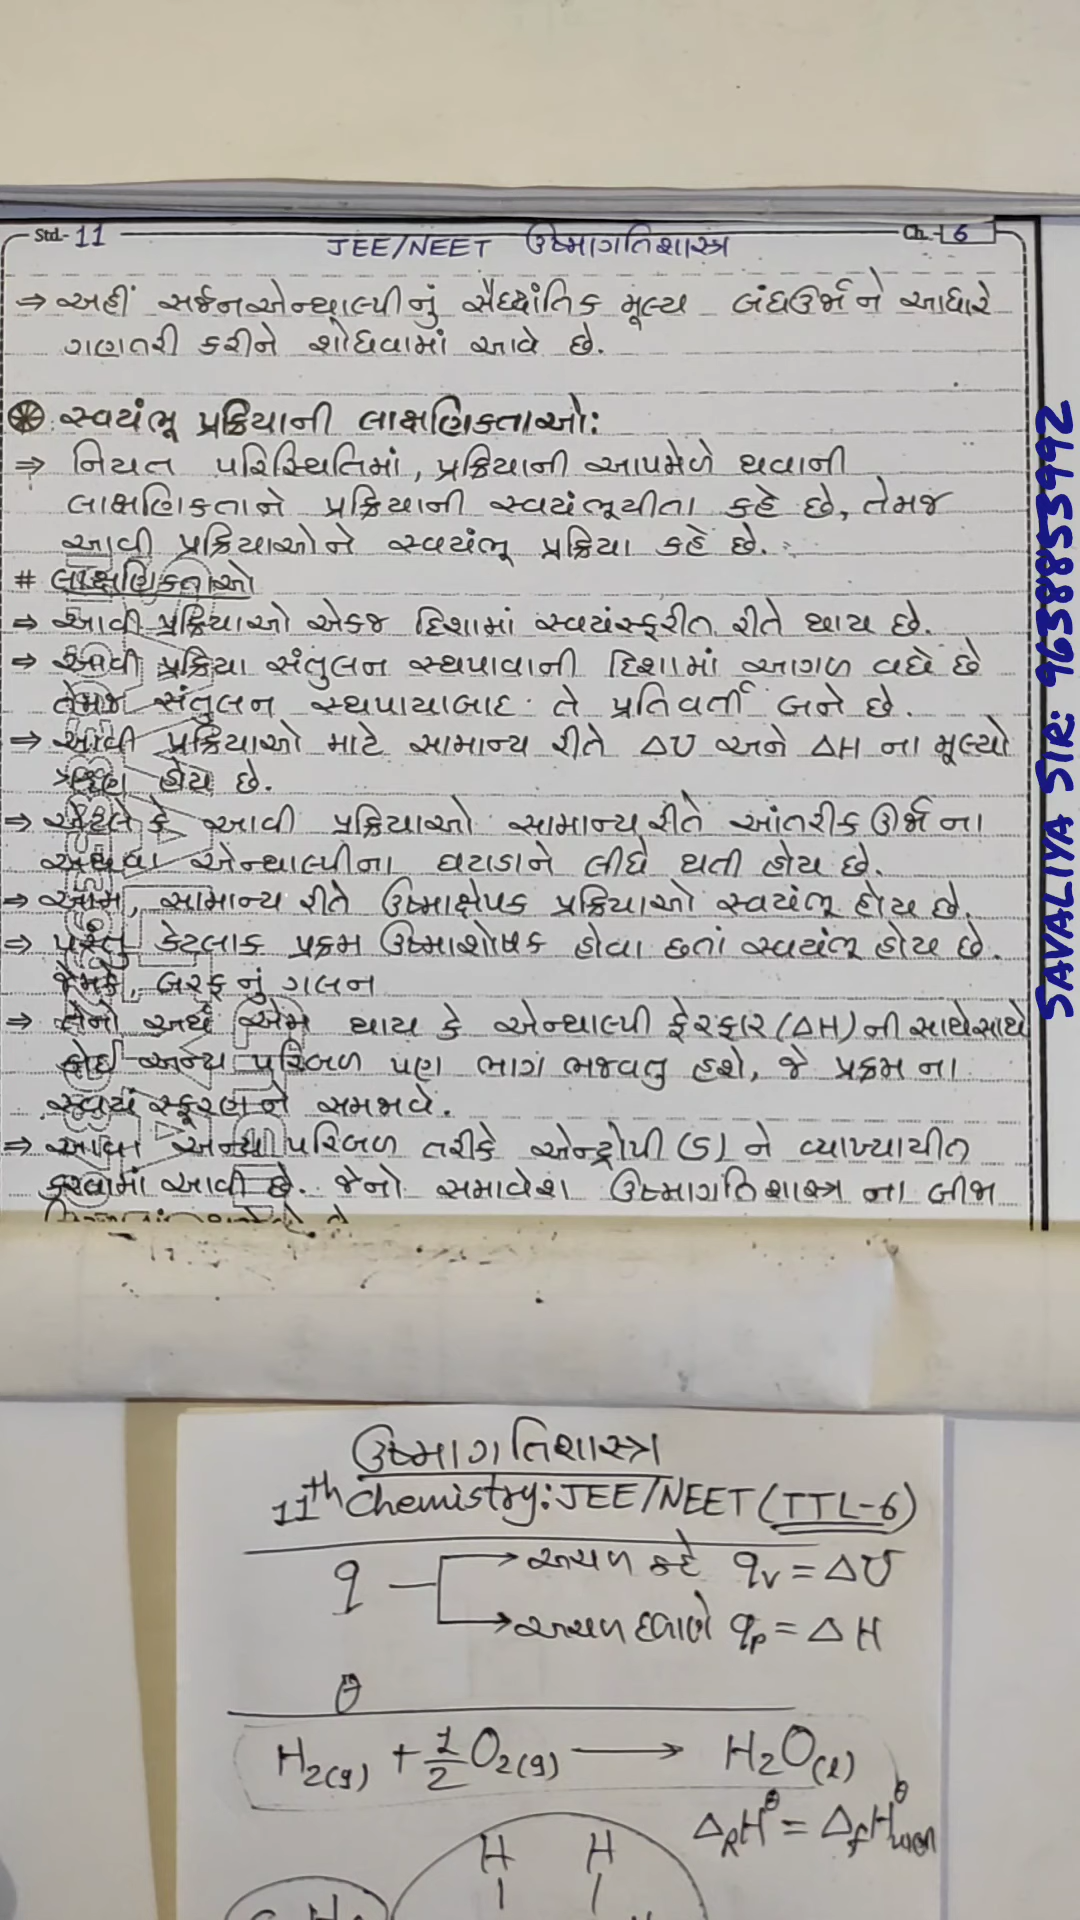 Std.- 11
JEE/NEET ઉષ્માગતિશાસ્ત્ર
Ch.-6
⇒ અહીં સર્જનએન્થાલ્પીનું સૈધ્ધાંતિક મૂલ્ય બંધઉર્જાને આધારે
ગણતરી કરીને શોધવામાં આવે છે.
સ્વયંભૂ પ્રક્રિયાની લાક્ષણિકતાઓ:
⇒ નિયત પરિસ્થિતિમાં, પ્રક્રિયાની આપમેળે થવાની
લાક્ષણિકતાને પ્રક્રિયાની સ્વયંભૂયીતા કહે છે, તેમજ
આવી પ્રક્રિયાઓને સ્વયંભૂ પ્રક્રિયા કહે છે.
# લાક્ષણિકતાઓ
⇒ આવી પ્રક્રિયાઓ એકજ દિશામાં સ્વયંસ્ફુરીત રીતે થાય છે.
⇒ આવી પ્રક્રિયા સંતુલન સ્થપાવાની દિશામાં આગળ વધે છે
તેમજ સંતુલન સ્થપાયાબાદ તે પ્રતિવર્તી બને છે.
⇒ આવી પ્રક્રિયાઓ માટે સામાન્ય રીતે ΔU અને ΔH ના મૂલ્યો
હોય છે.
⇒ એટલે કે આવી પ્રક્રિયાઓ સામાન્ય રીતે આંતરીક ઊર્જા ના
અથવા એન્થાલ્પીના ઘટાડાને લીધે થતી હોય છે.
⇒ આમ, સામાન્ય રીતે ઉષ્માક્ષેપક પ્રક્રિયાઓ સ્વયંભૂ હોય છે.
⇒ પરંતુ કેટલાક પ્રક્રમ ઉષ્માશોષક હોવા છતાં સ્વયંભૂ હોય છે.
જેમકે, બરફનું ગલન
⇒ તેનો અર્થ એમ થાય કે એન્થાલ્પી ફેરફાર (ΔH) ની સાથેસાથે
કોઇ અન્ય પરિબળ પણ ભાગ ભજવતુ હશે, જે પ્રક્રમ ના
સ્વયં સ્ફુરણને સમજાવે.
⇒ આવા અન્ય પરિબળ તરીકે એન્ટ્રોપી (S) ને વ્યાખ્યાયીત
કરવામાં આવી છે. જેનો સમાવેશ ઉષ્માગતિશાસ્ત્ર ના બીજા
SAVALIYA SIR: 9638853992
ઉષ્માગતિશાસ્ત્ર
11th Chemistry: JEE/NEET (TTL-6)
q → અચળ કદે qv = ΔU
→ અચળ દબાણે qp = ΔH
θ
H2(g) + 1/2 O2(g) → H2O(l)
ΔRHθ = ΔfHθ
H H